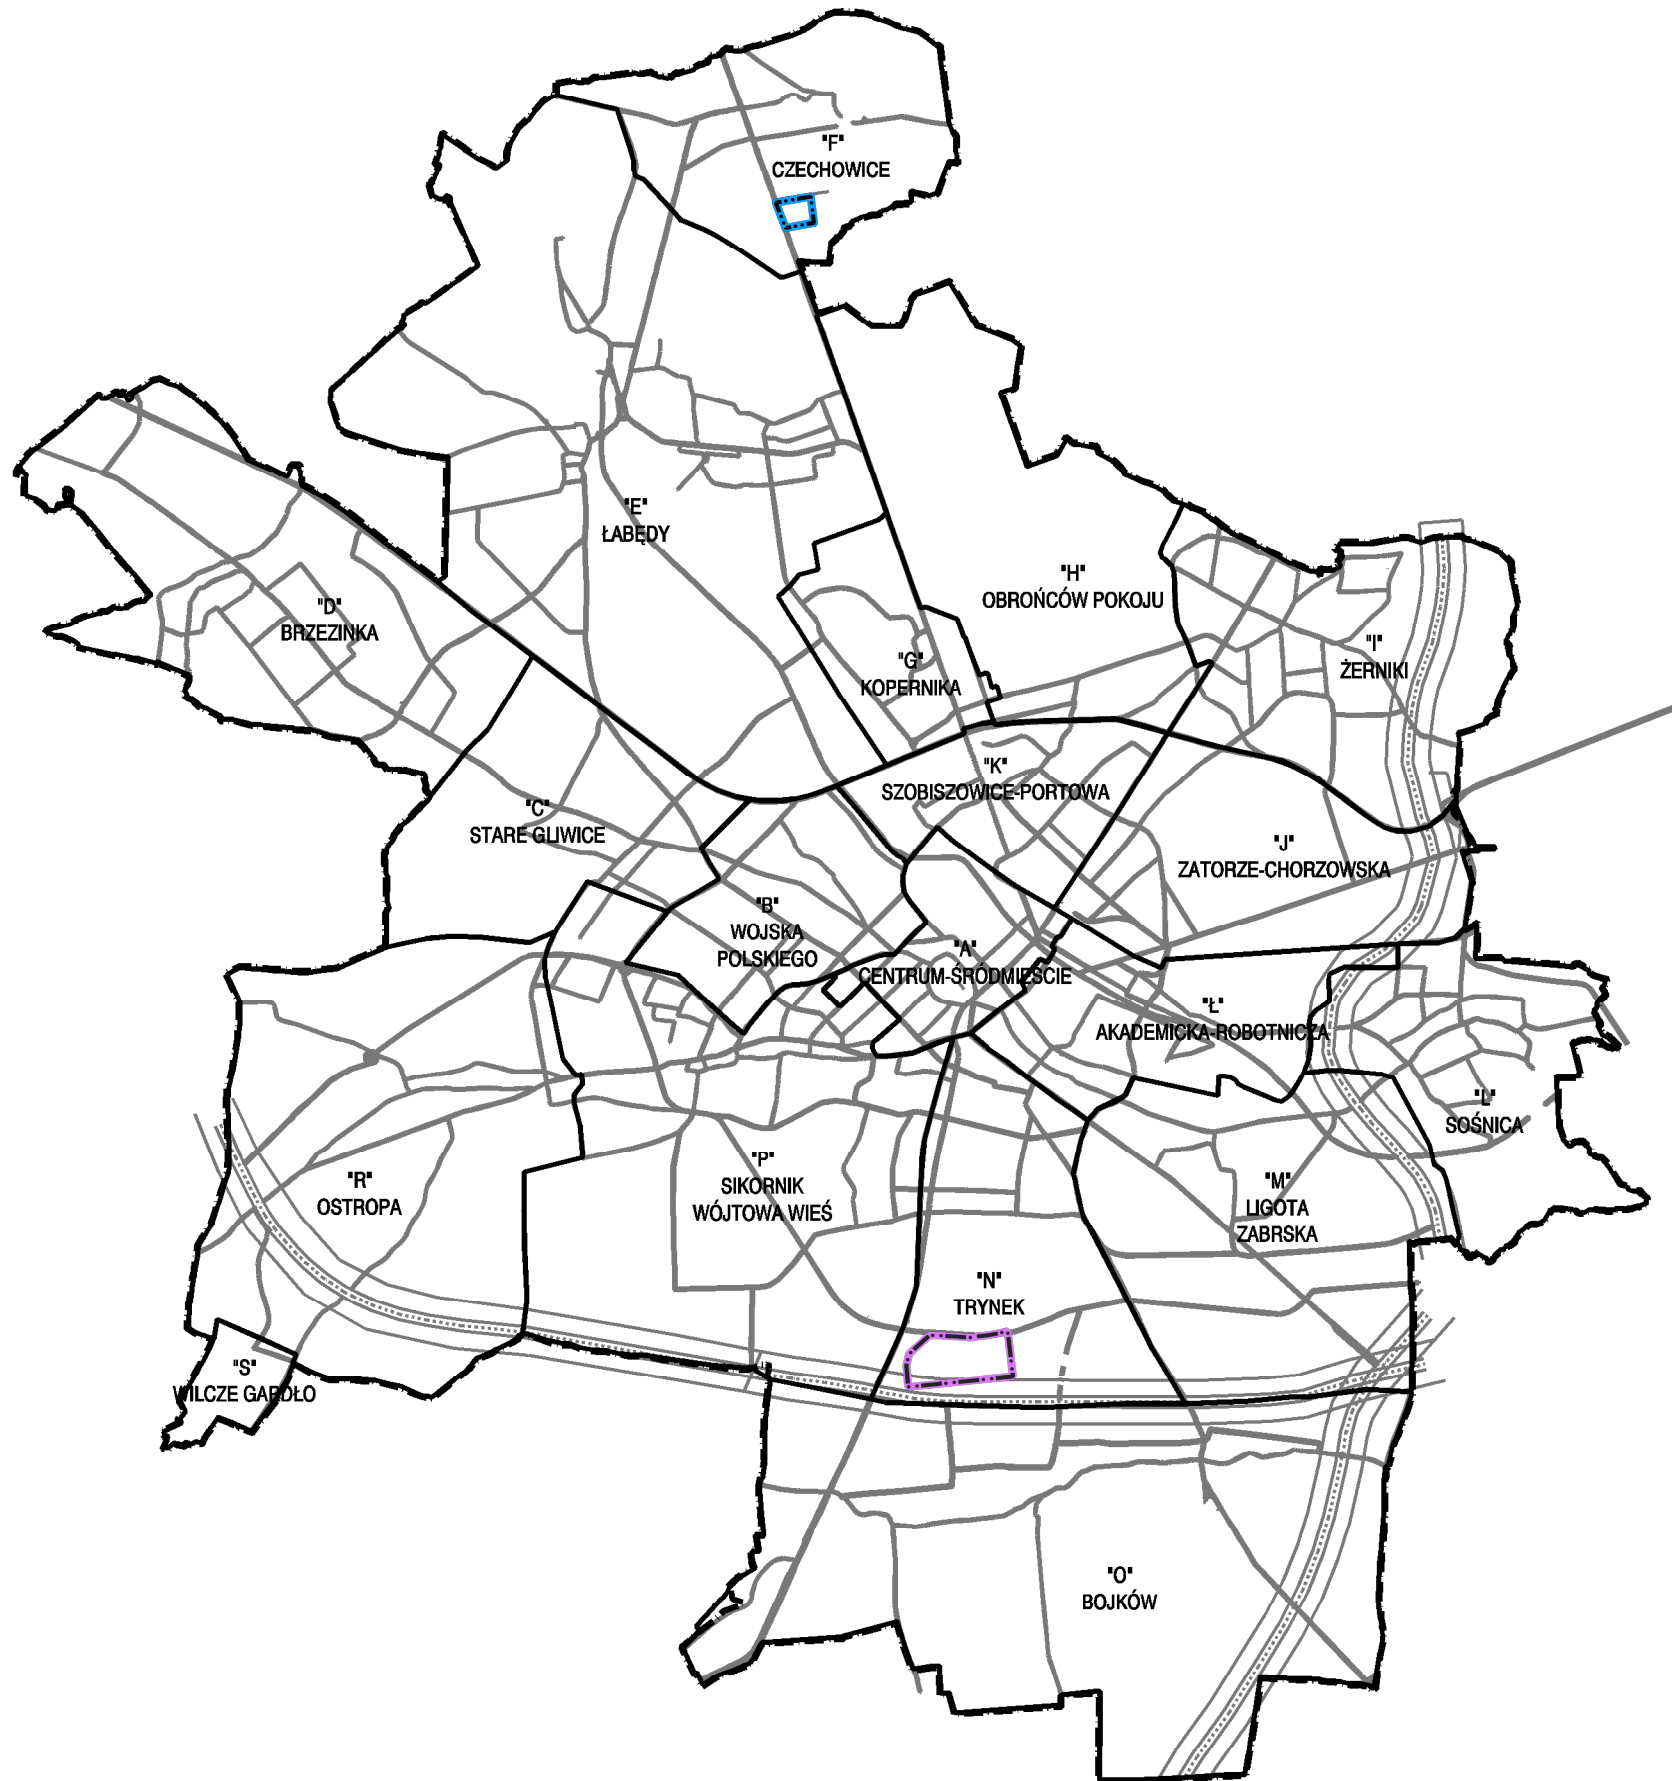 "F"
CZECHOWICE
"E"
ŁABĘDY
"H"
OBROŃCÓW POKOJU
"D"
BRZEZINKA
"I"
ŻERNIKI
"G"
KOPERNIKA
"K"
SZOBISZOWICE-PORTOWA
"C"
STARE GLIWICE
"J"
ZATORZE-CHORZOWSKA
"B"
WOJSKA
POLSKIEGO
"A"
CENTRUM-ŚRÓDMIEŚCIE
"Ł"
AKADEMICKA-ROBOTNICZA
"L"
SOŚNICA
"R"
OSTROPA
"P"
SIKORNIK
WÓJTOWA WIEŚ
"M"
LIGOTA
ZABRSKA
"N"
TRYNEK
"S"
WILCZE GARDŁO
"O"
BOJKÓW